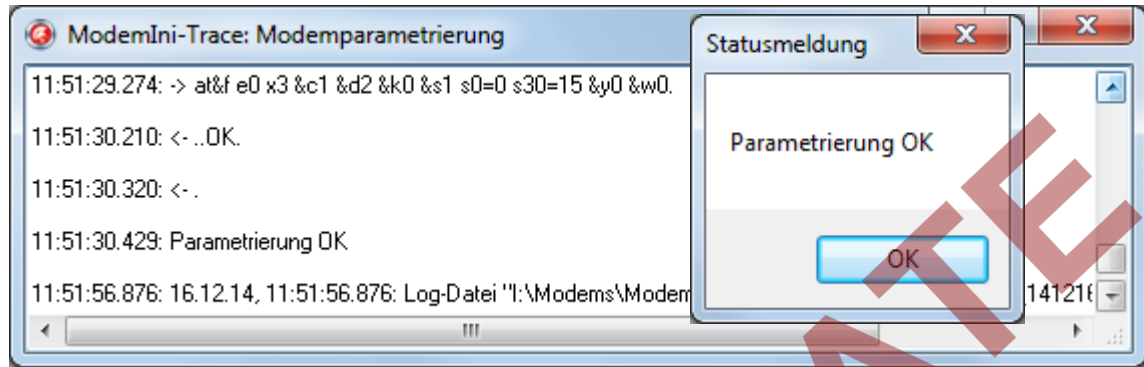 ModemIni-Trace: Modemparametrierung
11:51:29.274: -> at&f e0 x3 &c1 &d2 &k0 &s1 s0=0 s30=15 &y0 &w0.
11:51:30.210: <- ..OK.
11:51:30.320: <- .
11:51:30.429: Parametrierung OK
11:51:56.876: 16.12.14, 11:51:56.876: Log-Datei "I:\Modems\Modem
Statusmeldung
Parametrierung OK
OK